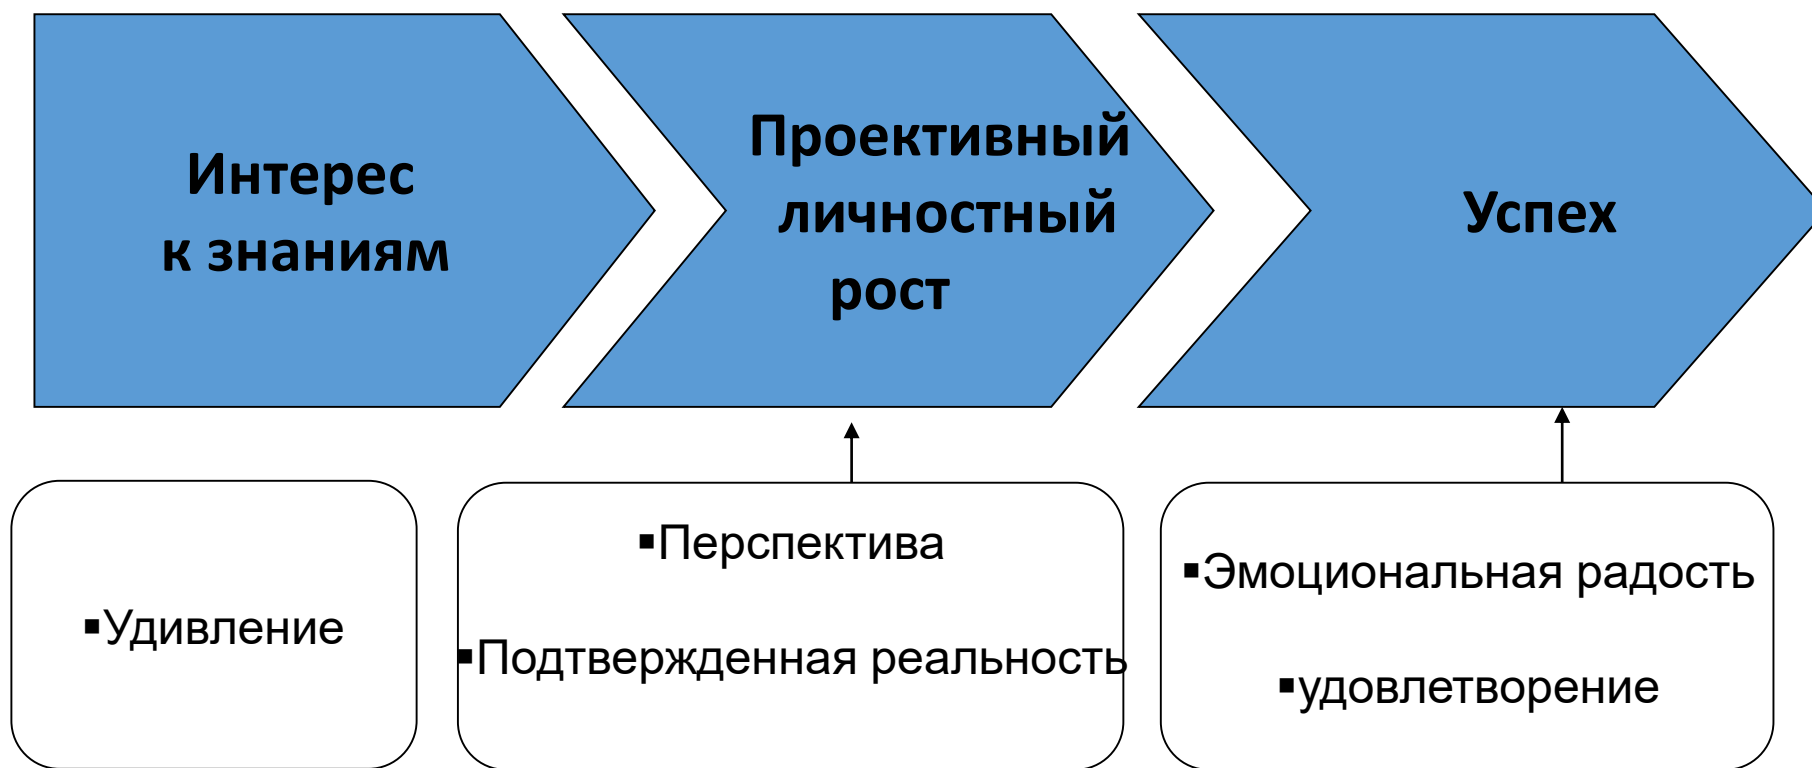 Интерес
к знаниям
Проективный
личностный
рост
Успех
▪Удивление
▪Перспектива
▪Подтвержденная реальность
▪Эмоциональная радость
▪удовлетворение